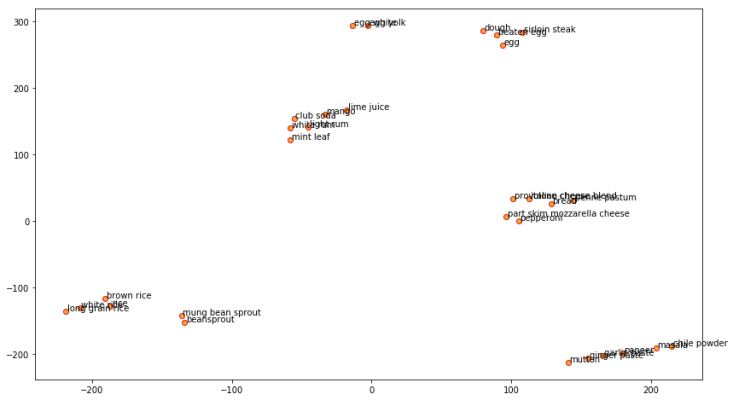 300
200
100
0
−100
−200
−200
−100
0
100
200
egg white
egg yolk
dough
sirloin steak
beaten egg
egg
lime juice
mango
club soda
white rum
light rum
mint leaf
provolone cheese
italian cheese blend
penne pastum
bread
part skim mozzarella cheese
pepperoni
brown rice
rice
white rice
long grain rice
mung bean sprout
beansprout
chile powder
masala
paneer
garlic paste
ginger paste
mutton